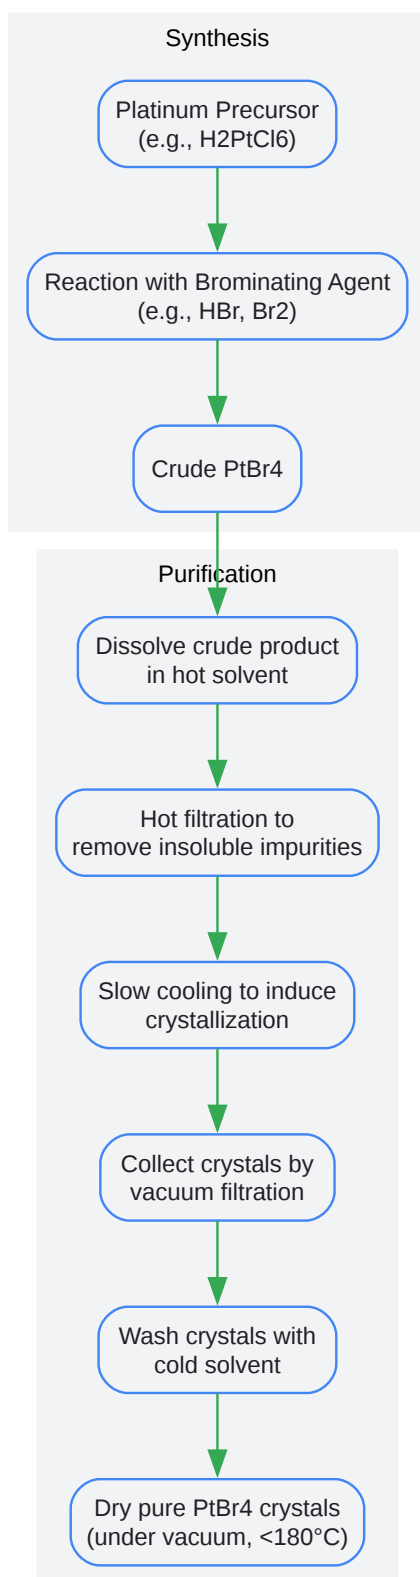 Synthesis
Platinum Precursor
(e.g., H2PtCl6)
Reaction with Brominating Agent
(e.g., HBr, Br2)
Crude PtBr4
Purification
Dissolve crude product
in hot solvent
Hot filtration to
remove insoluble impurities
Slow cooling to induce
crystallization
Collect crystals by
vacuum filtration
Wash crystals with
cold solvent
Dry pure PtBr4 crystals
(under vacuum, <180°C)